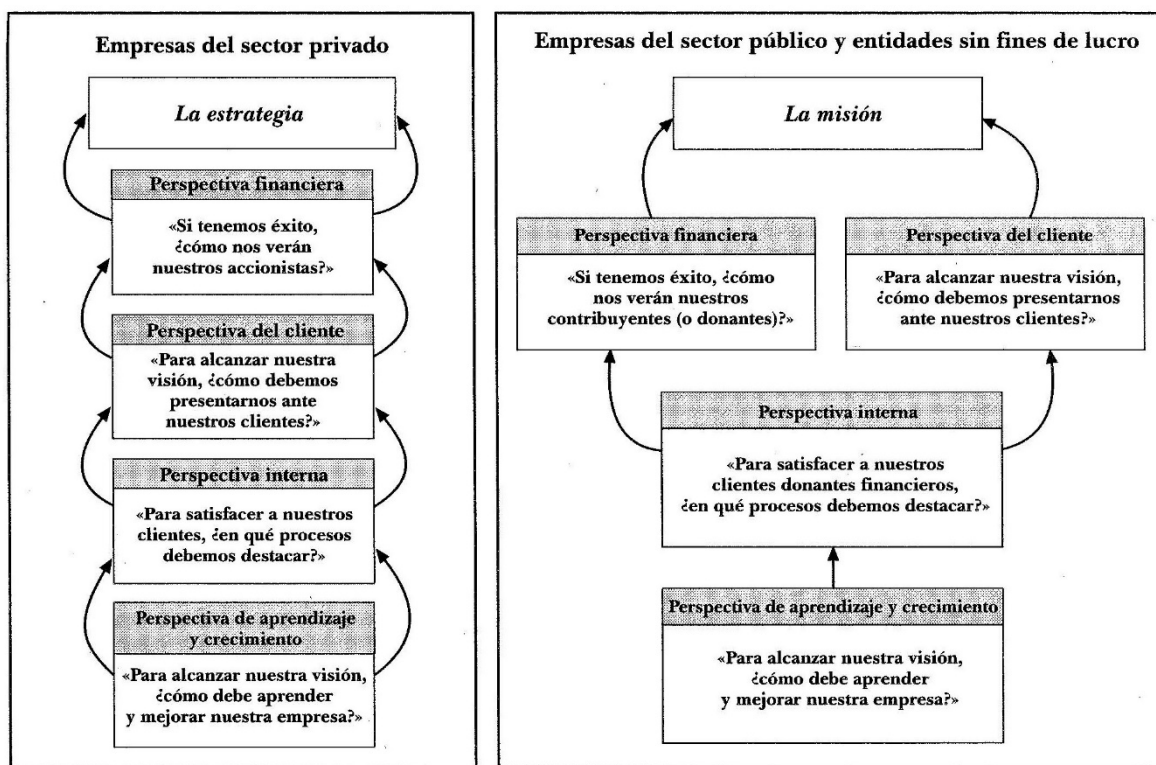 Empresas del sector privado
La estrategia
Perspectiva financiera
«Si tenemos éxito,
¿cómo nos verán
nuestros accionistas?»
Perspectiva del cliente
«Para alcanzar nuestra
visión, ¿cómo debemos
presentarnos ante
nuestros clientes?»
Perspectiva interna
«Para satisfacer a nuestros
clientes, ¿en qué procesos
debemos destacar?»
Perspectiva de aprendizaje
y crecimiento
«Para alcanzar nuestra visión,
¿cómo debe aprender
y mejorar nuestra empresa?»
Empresas del sector público y entidades sin fines de lucro
La misión
Perspectiva financiera
«Si tenemos éxito, ¿cómo
nos verán nuestros
contribuyentes (o donantes)?»
Perspectiva del cliente
«Para alcanzar nuestra visión,
¿cómo debemos presentarnos
ante nuestros clientes?»
Perspectiva interna
«Para satisfacer a nuestros
clientes donantes financieros,
¿en qué procesos debemos destacar?»
Perspectiva de aprendizaje y crecimiento
«Para alcanzar nuestra visión,
¿cómo debe aprender
y mejorar nuestra empresa?»